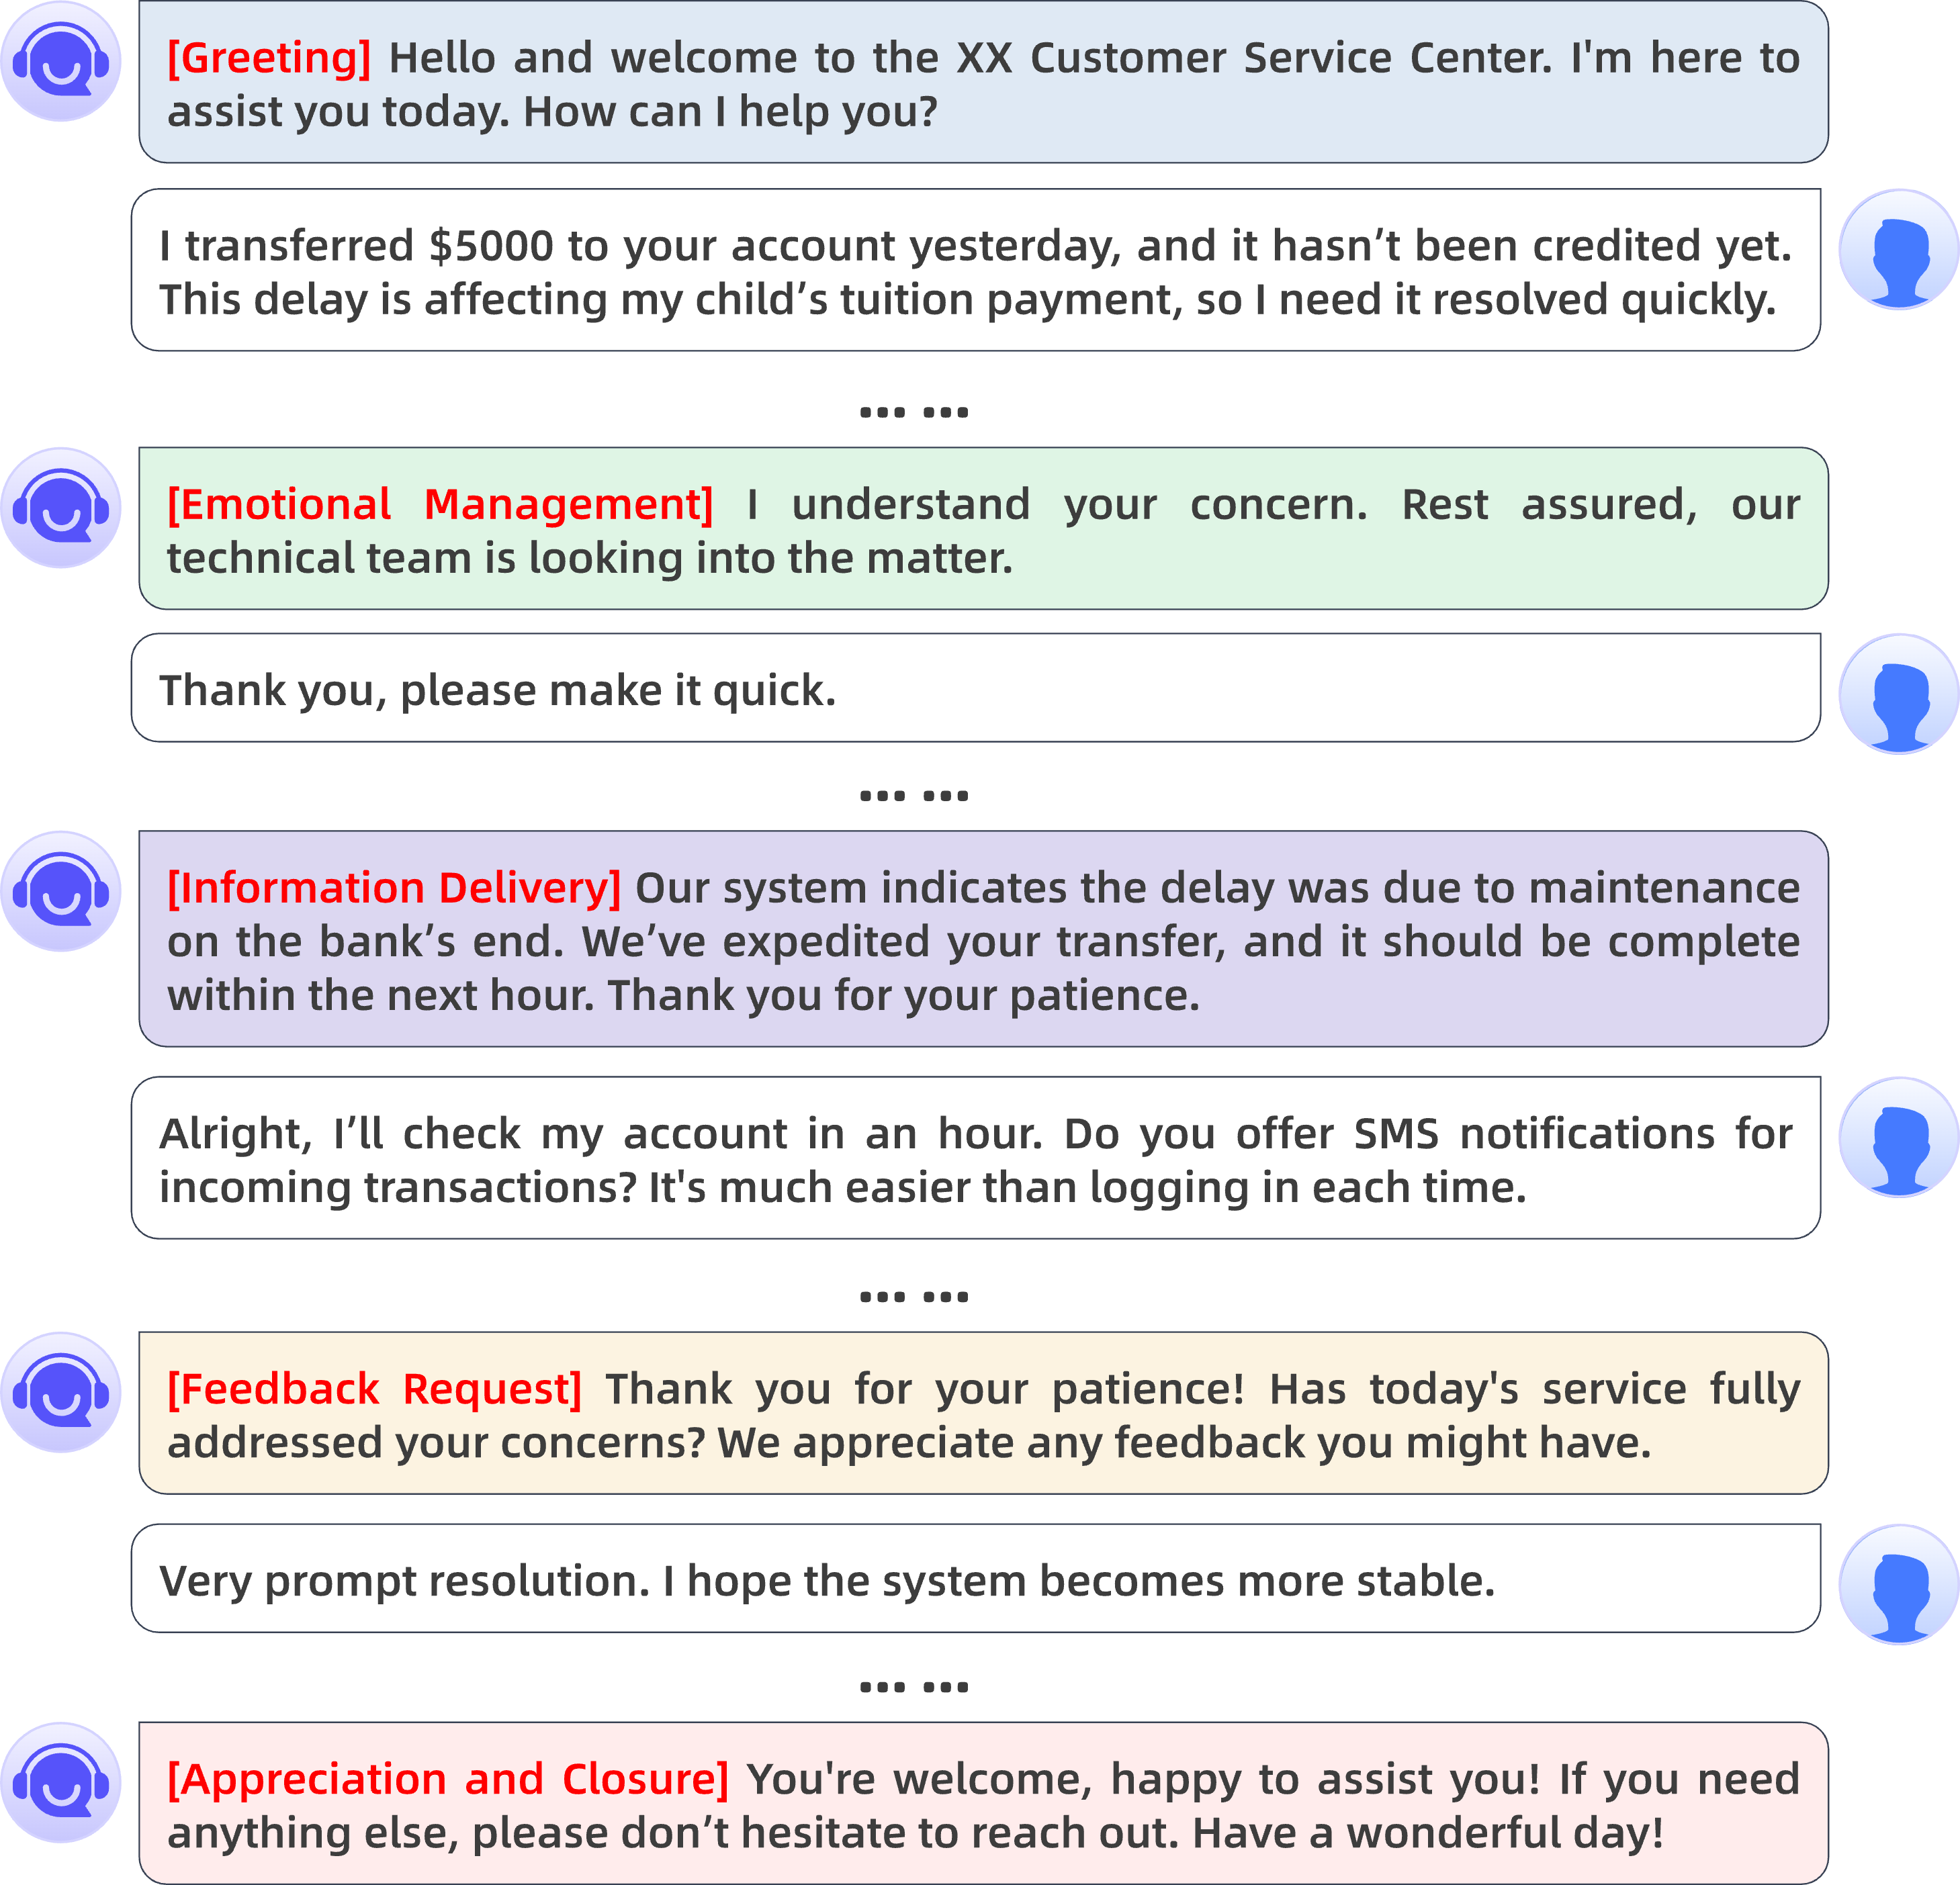 [Greeting] Hello and welcome to the XX Customer Service Center. I'm here to
assist you today. How can I help you?
I transferred $5000 to your account yesterday, and it hasn’t been credited yet.
This delay is affecting my child’s tuition payment, so I need it resolved quickly.
... ...
[Emotional Management] I understand your concern. Rest assured, our
technical team is looking into the matter.
Thank you, please make it quick.
... ...
[Information Delivery] Our system indicates the delay was due to maintenance
on the bank’s end. We’ve expedited your transfer, and it should be complete
within the next hour. Thank you for your patience.
Alright, I’ll check my account in an hour. Do you offer SMS notifications for
incoming transactions? It's much easier than logging in each time.
... ...
[Feedback Request] Thank you for your patience! Has today's service fully
addressed your concerns? We appreciate any feedback you might have.
Very prompt resolution. I hope the system becomes more stable.
... ...
[Appreciation and Closure] You're welcome, happy to assist you! If you need
anything else, please don’t hesitate to reach out. Have a wonderful day!